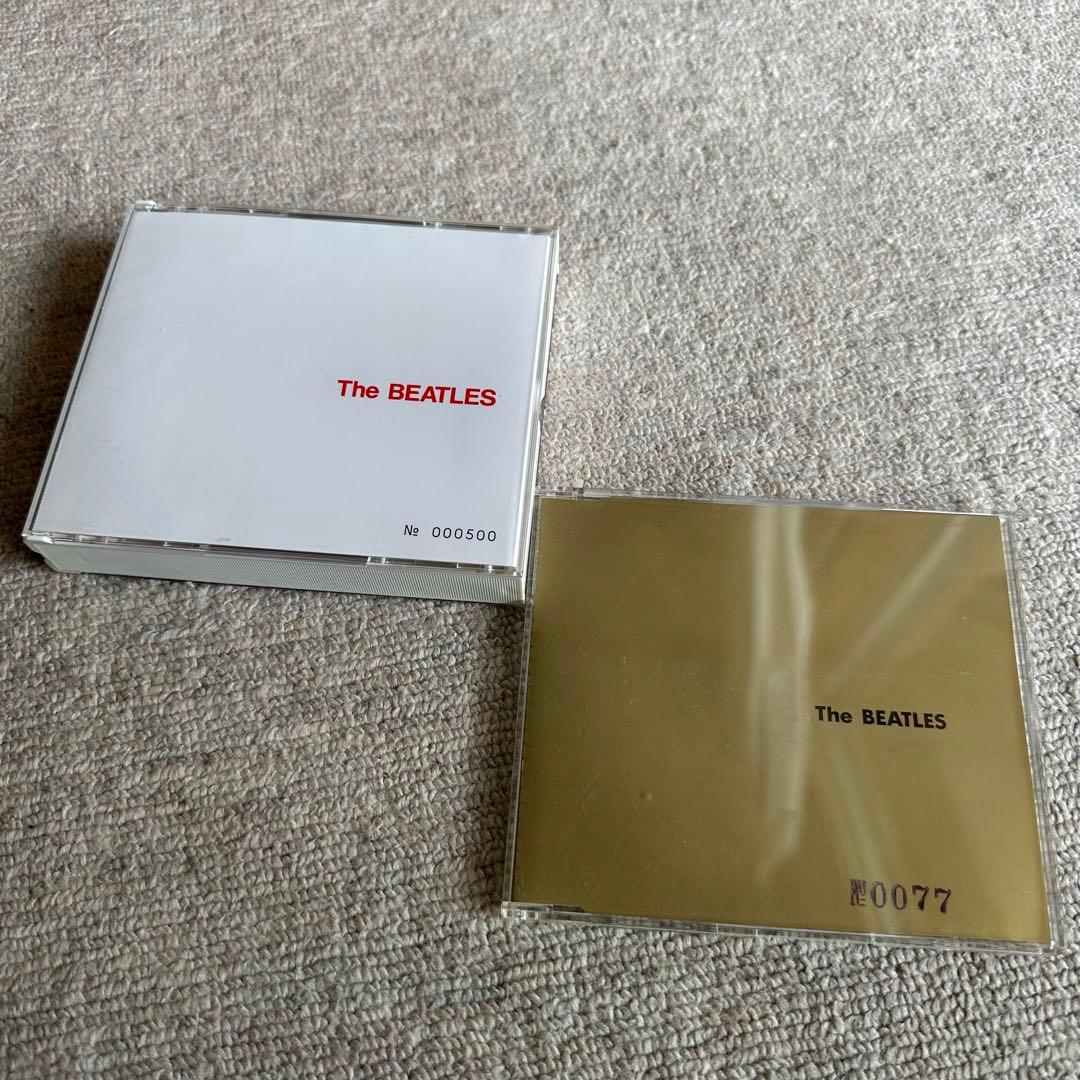 The BEATLES
№ 000500
The BEATLES
№0077